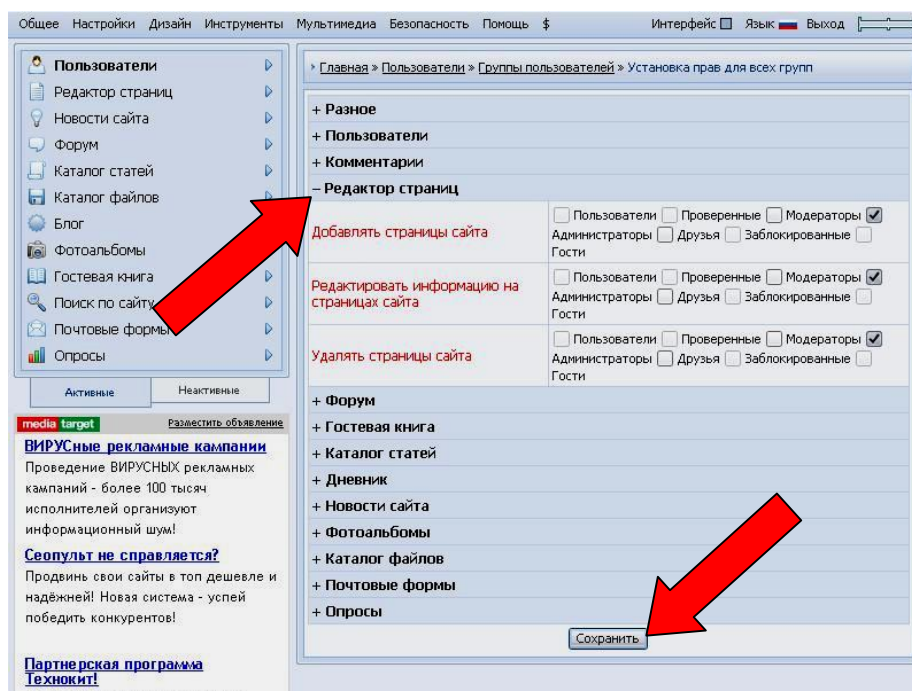 Общее Настройки Дизайн Инструменты Мультимедиа Безопасность Помощь $ Интерфейс Язык Выход
Пользователи
Редактор страниц
Новости сайта
Форум
Каталог статей
Каталог файлов
Блог
Фотоальбомы
Гостевая книга
Поиск по сайту
Почтовые формы
Опросы
Активные Неактивные
media target Разместить объявление
ВИРУСные рекламные кампании
Проведение ВИРУСНЫХ рекламных
кампаний - более 100 тысяч
исполнителей организуют
информационный шум!
Сеопульт не справляется?
Продвинь свои сайты в топ дешевле и
надёжней! Новая система - успей
победить конкурентов!
Партнерская программа
Технокит!
› Главная » Пользователи » Группы пользователей » Установка прав для всех групп
+ Разное
+ Пользователи
+ Комментарии
– Редактор страниц
Добавлять страницы сайта
Пользователи Проверенные Модераторы
Администраторы Друзья Заблокированные
Гости
Редактировать информацию на
страницах сайта
Пользователи Проверенные Модераторы
Администраторы Друзья Заблокированные
Гости
Удалять страницы сайта
Пользователи Проверенные Модераторы
Администраторы Друзья Заблокированные
Гости
+ Форум
+ Гостевая книга
+ Каталог статей
+ Дневник
+ Новости сайта
+ Фотоальбомы
+ Каталог файлов
+ Почтовые формы
+ Опросы
Сохранить